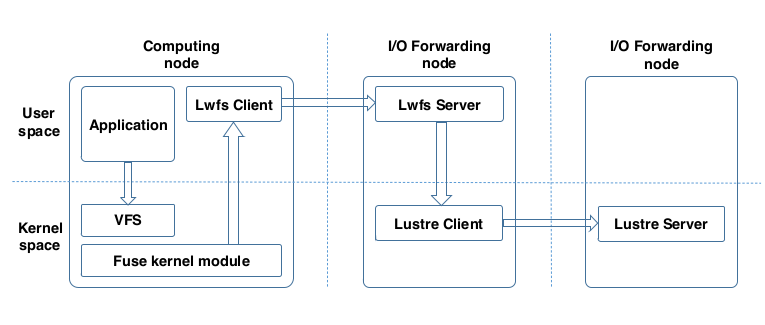 Computing
node
I/O Forwarding
node
I/O Forwarding
node
User
space
Application
Lwfs Client
Lwfs Server
Kernel
space
VFS
Fuse kernel module
Lustre Client
Lustre Server